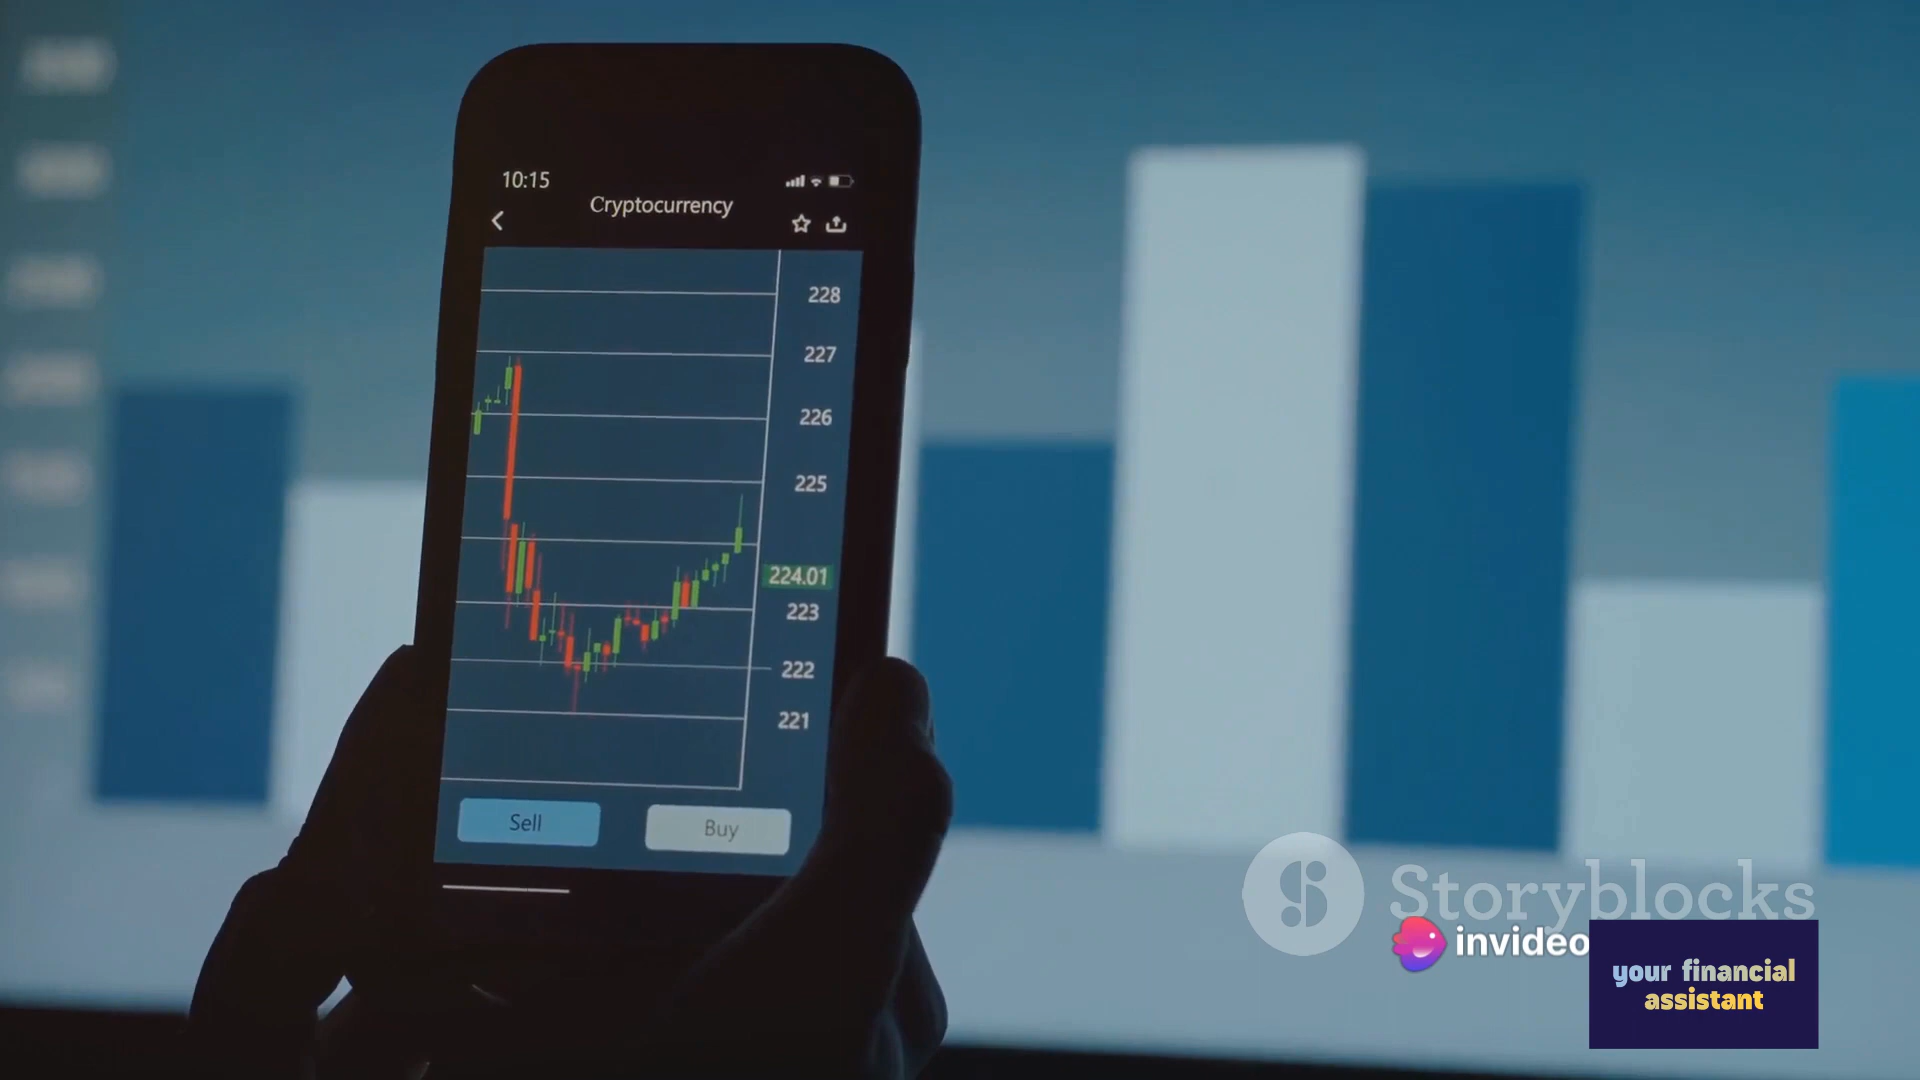 10:15
Cryptocurrency
228
227
226
225
224.01
223
222
221
Sell
Buy
Storyblocks
invideo
your financial
assistant